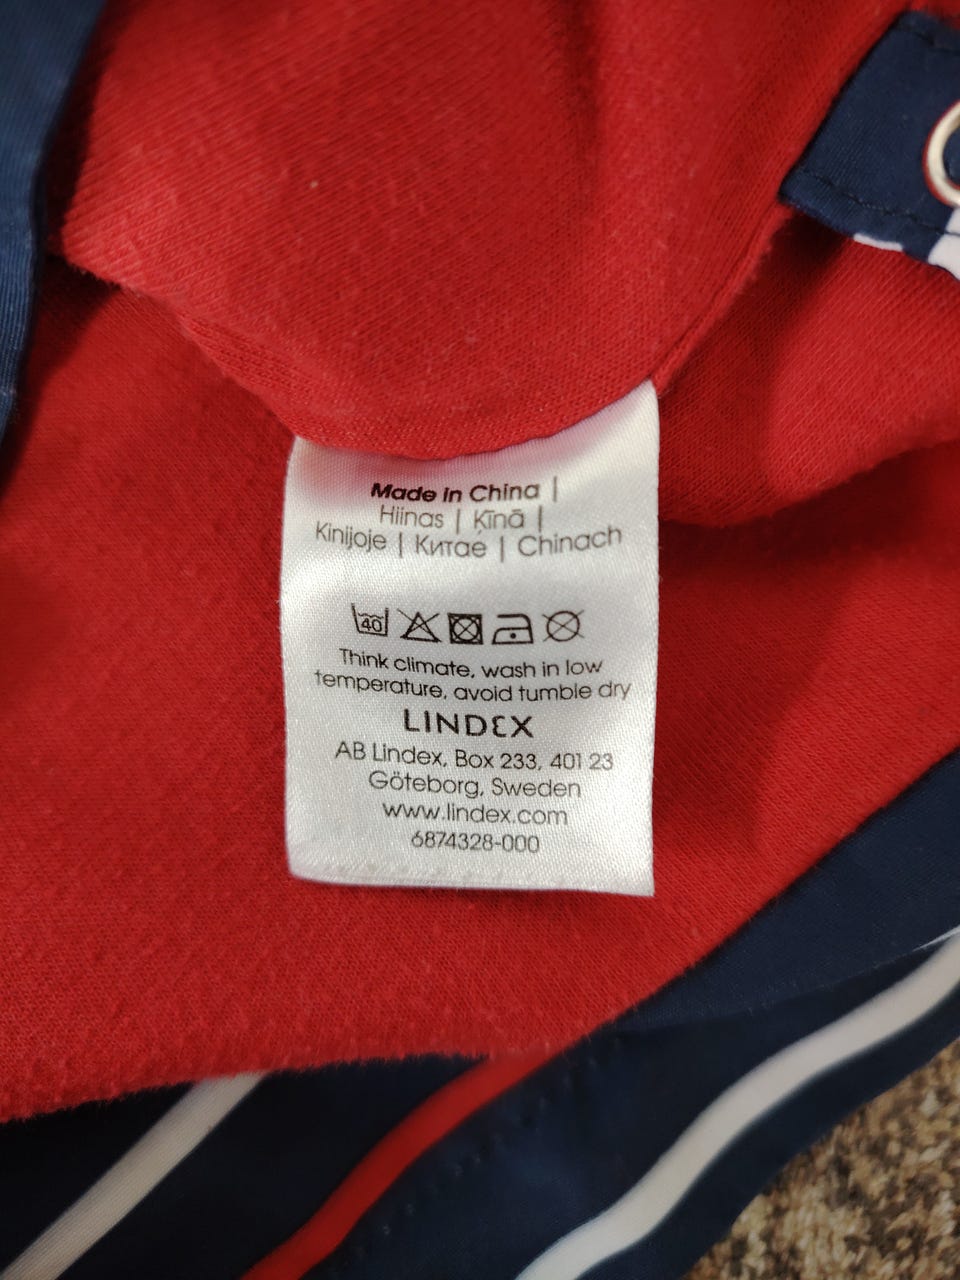 Made in China |
Hiinas | Ķīnā |
Kinijoje | Китае | Chinach
40
Think climate, wash in low
temperature, avoid tumble dry
LINDEX
AB Lindex, Box 233, 401 23
Göteborg, Sweden
www.lindex.com
6874328-000